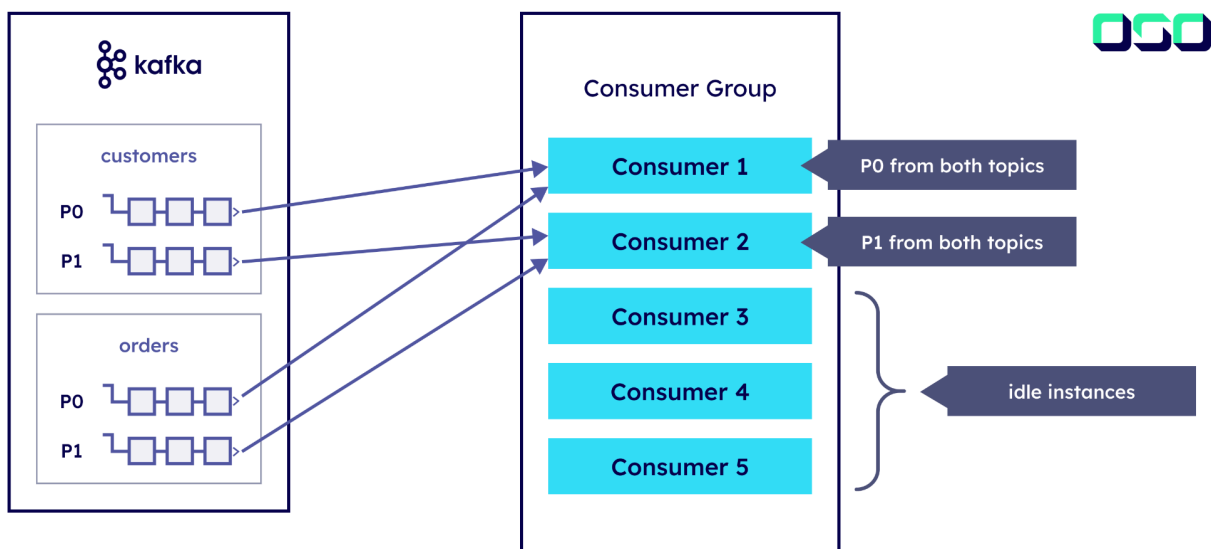 OSO
kafka
customers
P0
P1
orders
P0
P1
Consumer Group
Consumer 1
Consumer 2
Consumer 3
Consumer 4
Consumer 5
P0 from both topics
P1 from both topics
idle instances